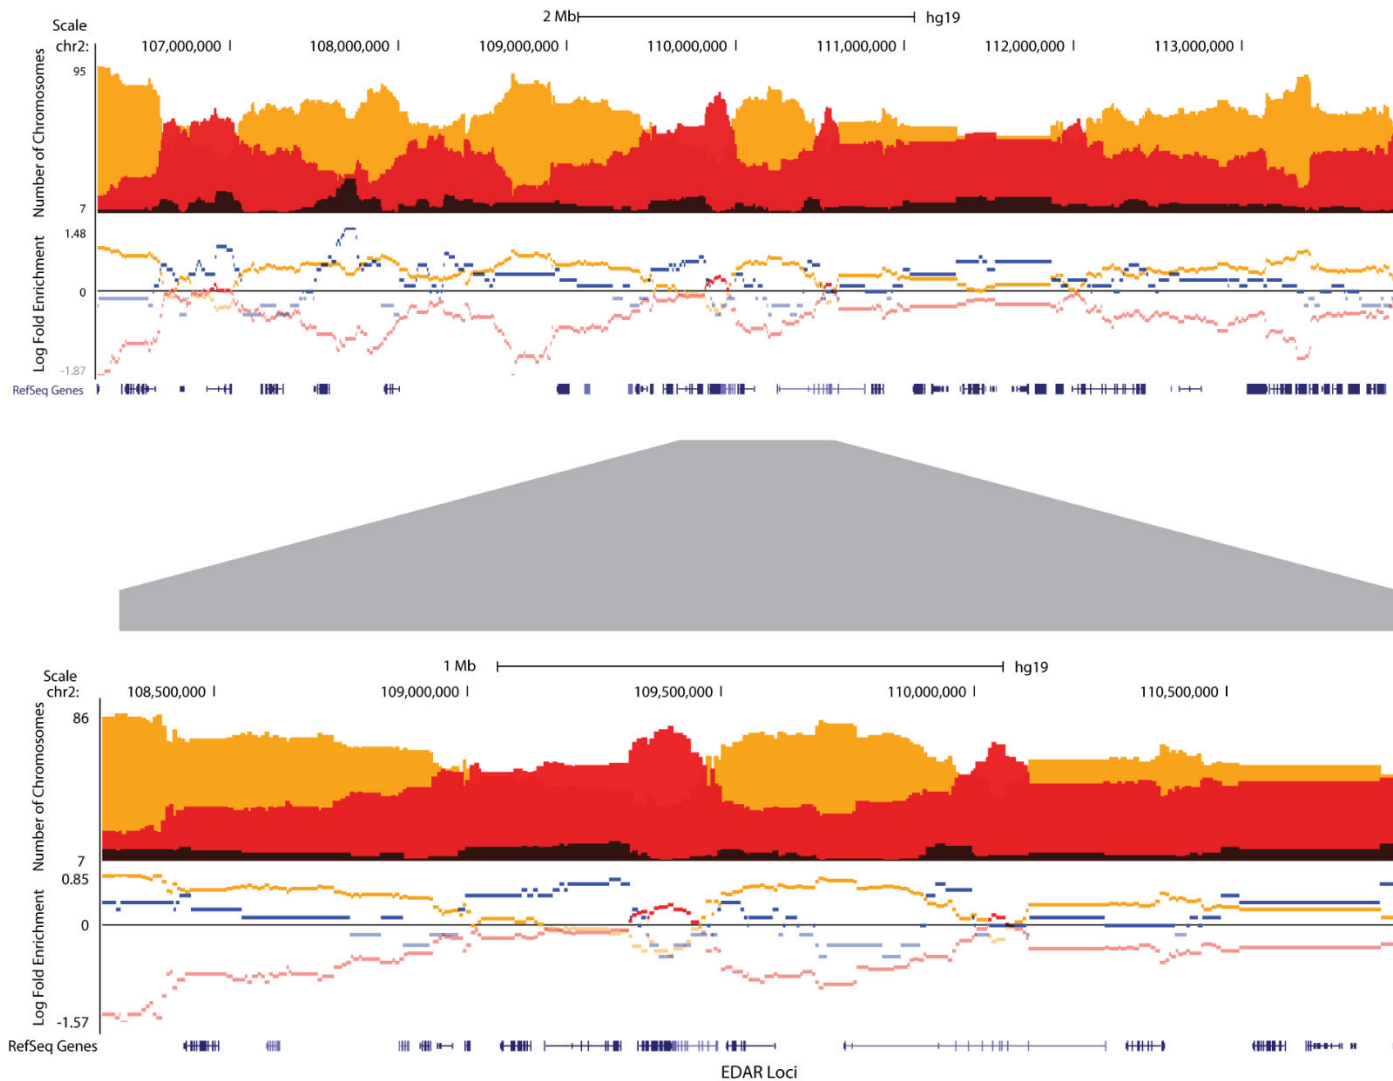 2 Mb hg19
Scale
chr2: 107,000,000 108,000,000 109,000,000 110,000,000 111,000,000 112,000,000 113,000,000
Number of Chromosomes
95
7
Log Fold Enrichment
1.48
0
-1.87
RefSeq Genes
1 Mb hg19
Scale
chr2: 108,500,000 109,000,000 109,500,000 110,000,000 110,500,000
Number of Chromosomes
86
7
Log Fold Enrichment
0.85
0
-1.57
RefSeq Genes
EDAR Loci